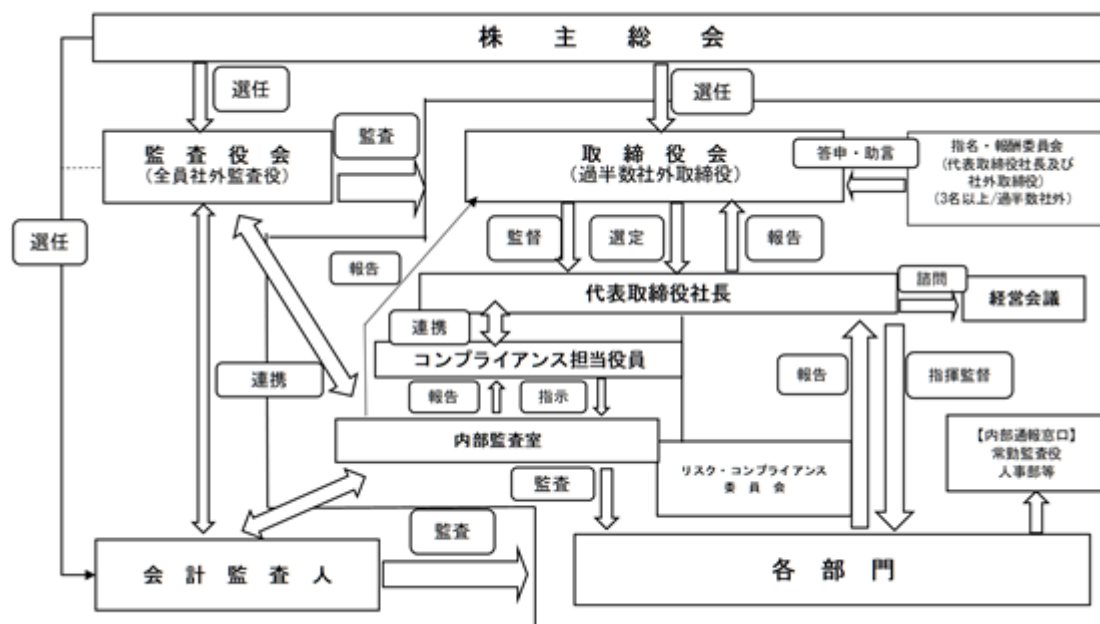 株主総会
選任
選任
監査役会
(全員社外監査役)
監査
取締役会
(過半数社外取締役)
答申・助言
指名・報酬委員会
(代表取締役社長及び
社外取締役)
(3名以上/過半数社外)
選任
報告
監督
選定
報告
代表取締役社長
諮問
経営会議
連携
コンプライアンス担当役員
連携
報告
指示
報告
指揮監督
内部監査室
【内部通報窓口】
常勤監査役
人事部等
監査
リスク・コンプライアンス
委員会
監査
会計監査人
各部門